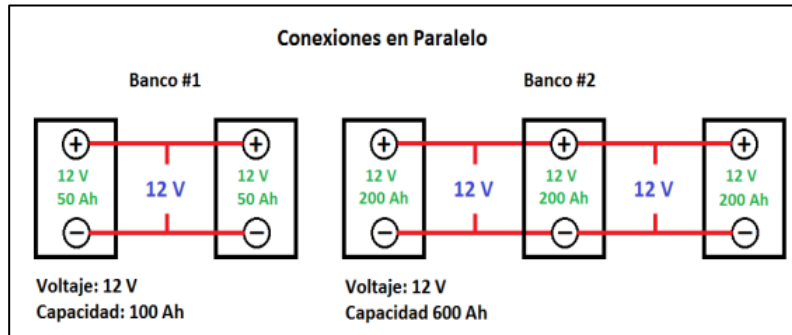 Conexiones en Paralelo
Banco #1
Banco #2
+ + + + +
12 V 12 V 12 V 12 V 12 V
50 Ah 12 V 50 Ah 200 Ah 12 V 200 Ah 12 V 200 Ah
− − − − −
Voltaje: 12 V
Capacidad: 100 Ah
Voltaje: 12 V
Capacidad 600 Ah